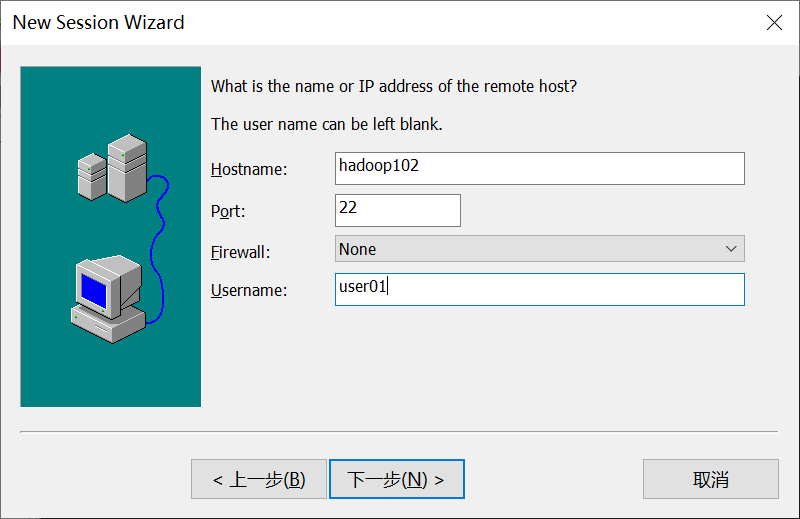 New Session Wizard
What is the name or IP address of the remote host?
The user name can be left blank.
Hostname: hadoop102
Port: 22
Firewall: None
Username: user01
< 上一步(B) 下一步(N) > 取消